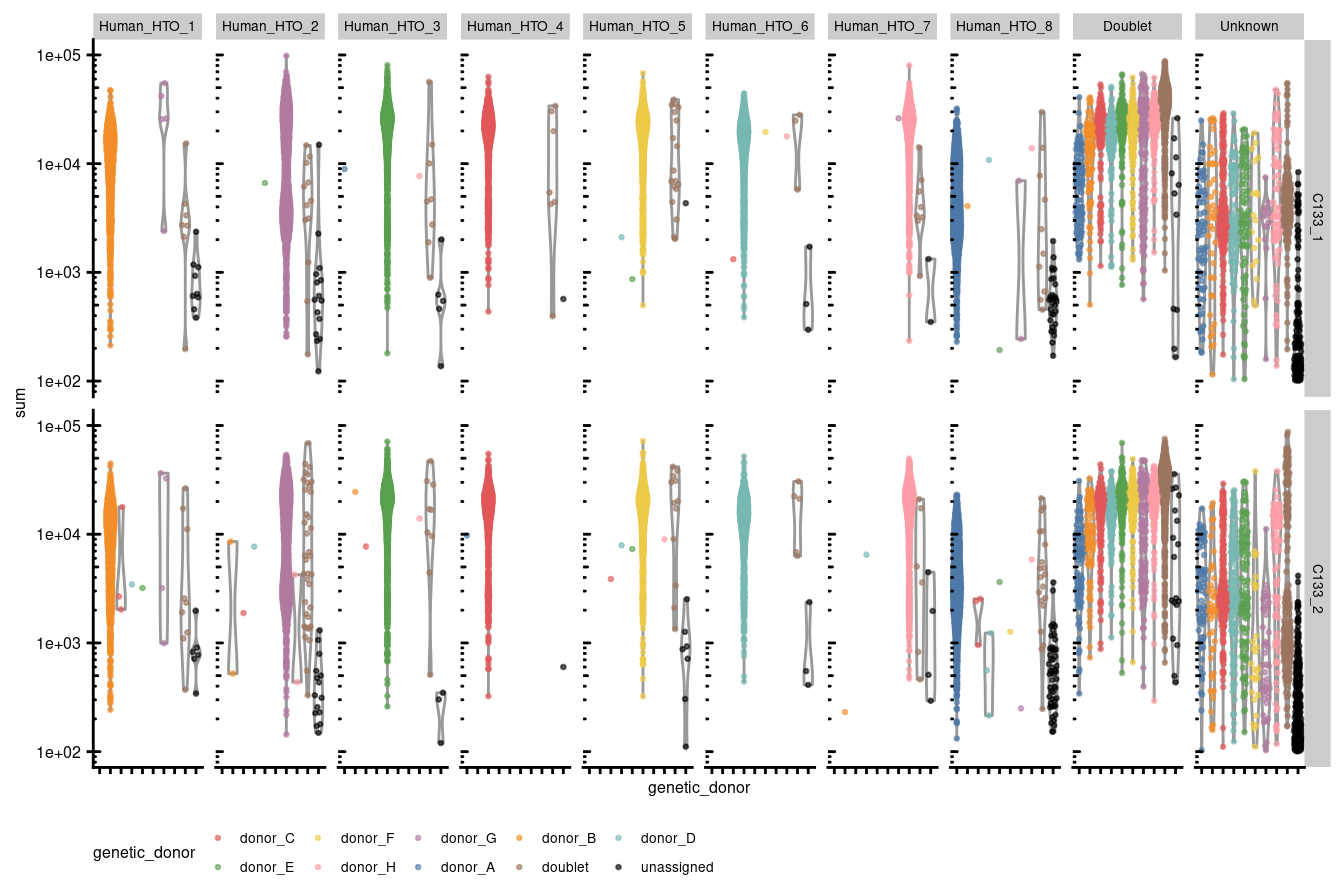 Human_HTO_1 Human_HTO_2 Human_HTO_3 Human_HTO_4 Human_HTO_5 Human_HTO_6 Human_HTO_7 Human_HTO_8 Doublet Unknown
1e+05
1e+04
1e+03
1e+02
C133_1
sum
1e+05
1e+04
1e+03
1e+02
C133_2
genetic_donor
genetic_donor
donor_C donor_F donor_G donor_B donor_D
donor_E donor_H donor_A doublet unassigned